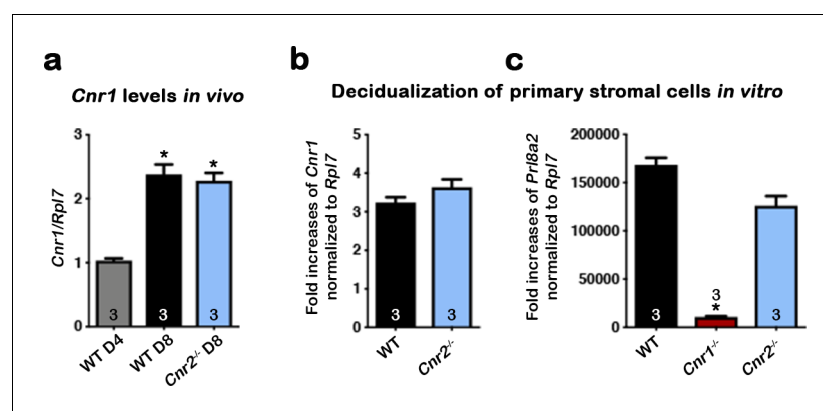 a
b
c
Cnr1 levels in vivo
Decidualization of primary stromal cells in vitro
Cnr1/Rpl7
3
2
1
0
*
*
3
3
3
WT D4
WT D8
Cnr2-/- D8
Fold increases of Cnr1
normalized to Rpl7
5
4
3
2
1
0
3
3
WT
Cnr2-/-
Fold increases of Prl8a2
normalized to Rpl7
200000
150000
100000
50000
0
3
3
*
3
WT
Cnr1-/-
Cnr2-/-